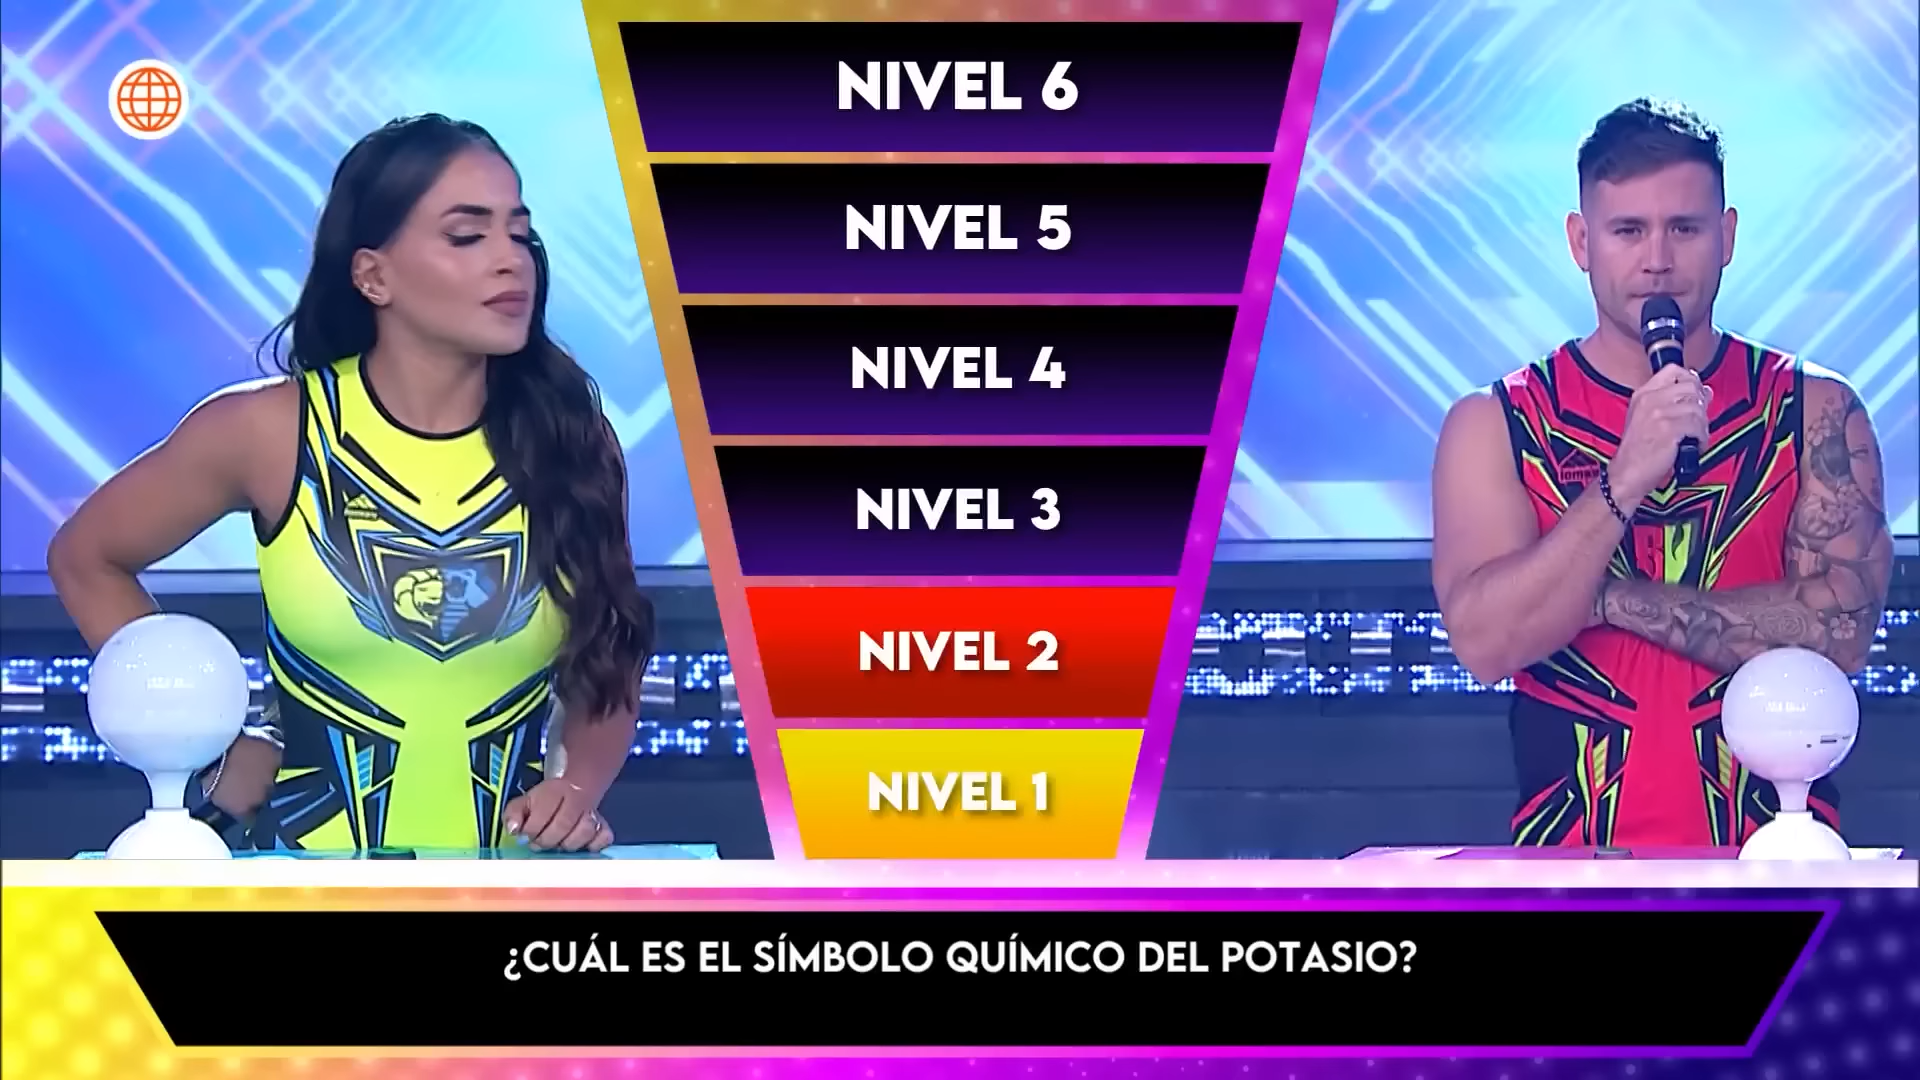 NIVEL 6
NIVEL 5
NIVEL 4
NIVEL 3
NIVEL 2
NIVEL 1
¿CUÁL ES EL SÍMBOLO QUÍMICO DEL POTASIO?